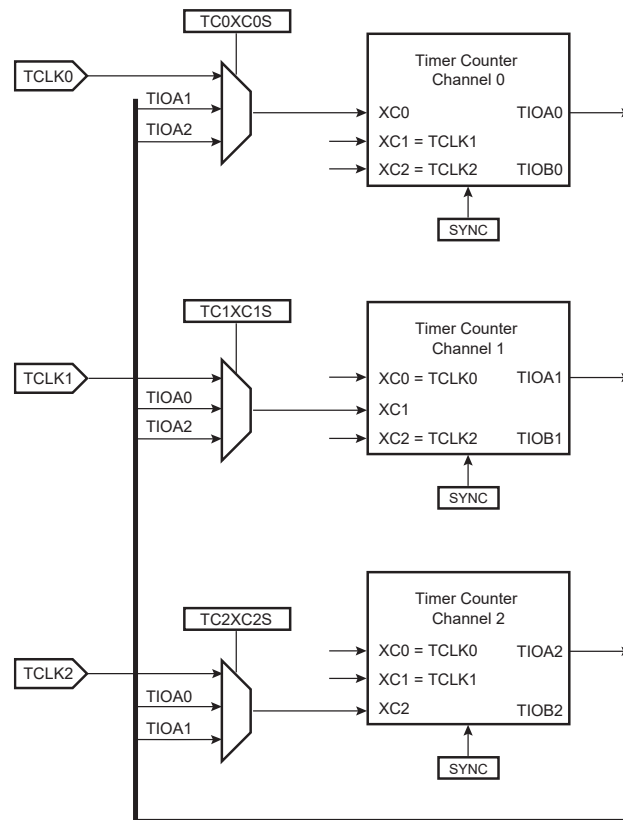 TC0XC0S
TCLK0
TIOA1
TIOA2
Timer Counter
Channel 0
XC0
TIOA0
XC1 = TCLK1
XC2 = TCLK2
TIOB0
SYNC
TC1XC1S
TCLK1
TIOA0
TIOA2
Timer Counter
Channel 1
XC0 = TCLK0
TIOA1
XC1
XC2 = TCLK2
TIOB1
SYNC
TC2XC2S
TCLK2
TIOA0
TIOA1
Timer Counter
Channel 2
XC0 = TCLK0
TIOA2
XC1 = TCLK1
XC2
TIOB2
SYNC